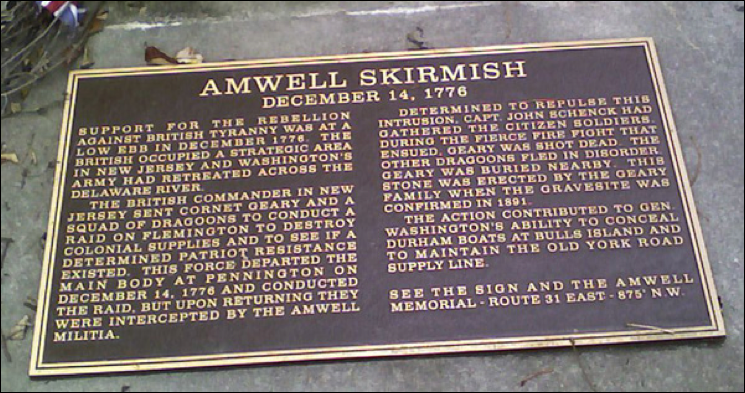 AMWELL SKIRMISH
DECEMBER 14, 1776
SUPPORT FOR THE REBELLION
AGAINST BRITISH TYRANNY WAS AT A
LOW EBB IN DECEMBER 1776. THE
BRITISH OCCUPIED A STRATEGIC AREA
IN NEW JERSEY AND WASHINGTON'S
ARMY HAD RETREATED ACROSS THE
DELAWARE RIVER.
THE BRITISH COMMANDER IN NEW
JERSEY SENT CORNET GEARY AND A
SQUAD OF DRAGOONS TO CONDUCT A
RAID ON FLEMINGTON TO DESTROY
COLONIAL SUPPLIES AND TO SEE IF A
DETERMINED PATRIOT RESISTANCE
EXISTED. THIS FORCE DEPARTED THE
MAIN BODY AT PENNINGTON ON
DECEMBER 14, 1776 AND CONDUCTED
THE RAID, BUT UPON RETURNING THEY
WERE INTERCEPTED BY THE AMWELL
MILITIA.
DETERMINED TO REPULSE THIS
INTRUSION, CAPT. JOHN SCHENCK HAD
GATHERED THE CITIZEN SOLDIERS.
DURING THE FIERCE FIRE FIGHT THAT
ENSUED, GEARY WAS SHOT DEAD. THE
OTHER DRAGOONS FLED IN DISORDER
GEARY WAS BURIED NEARBY. THIS
STONE WAS ERECTED BY THE GEARY
FAMILY WHEN THE GRAVESITE WAS
CONFIRMED IN 1891.
THE ACTION CONTRIBUTED TO GEN.
WASHINGTON'S ABILITY TO CONCEAL
DURHAM BOATS AT BULLS ISLAND AND
TO MAINTAIN THE OLD YORK ROAD
SUPPLY LINE.
SEE THE SIGN AND THE AMWELL
MEMORIAL - ROUTE 31 EAST - 875' N.W.